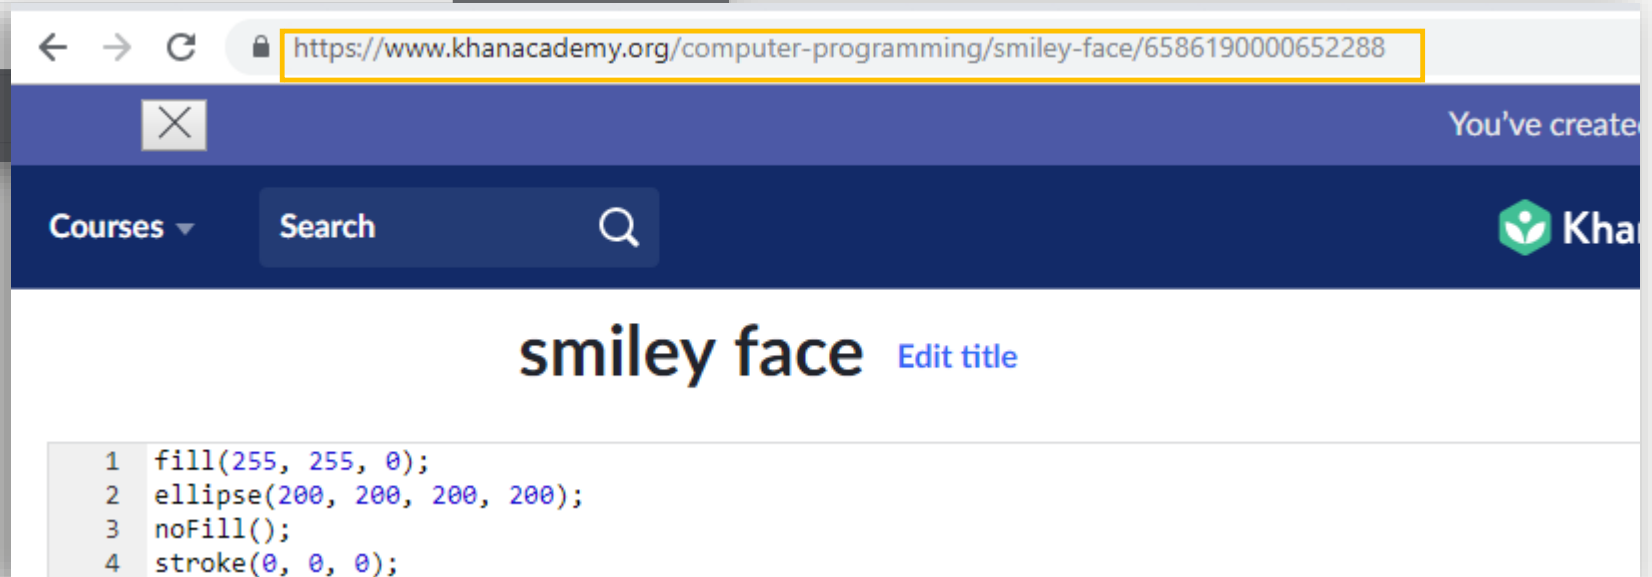 https://www.khanacademy.org/computer-programming/smiley-face/6586190000652288
You've create
Courses Search Kha
smiley face Edit title
1 fill(255, 255, 0);
2 ellipse(200, 200, 200, 200);
3 noFill();
4 stroke(0, 0, 0);